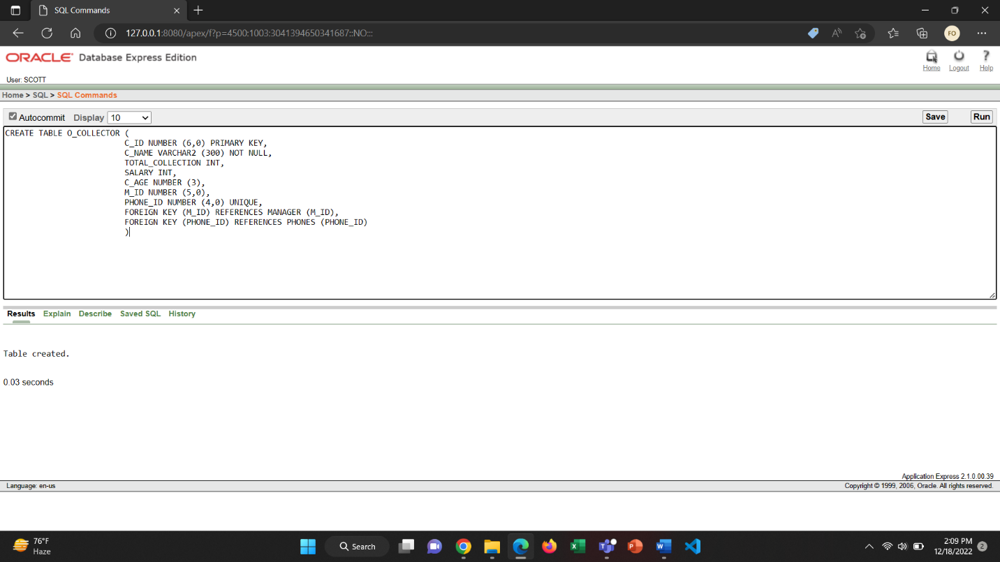 SQL Commands
127.0.0.1:8080/apex/f?p=4500:1003:3041394650341687::NO:::
FO
ORACLE Database Express Edition
Home Logout Help
User: SCOTT
Home > SQL > SQL Commands
Autocommit Display 10 Save Run
CREATE TABLE O_COLLECTOR (
C_ID NUMBER (6,0) PRIMARY KEY,
C_NAME VARCHAR2 (300) NOT NULL,
TOTAL_COLLECTION INT,
SALARY INT,
C_AGE NUMBER (3),
M_ID NUMBER (5,0),
PHONE_ID NUMBER (4,0) UNIQUE,
FOREIGN KEY (M_ID) REFERENCES MANAGER (M_ID),
FOREIGN KEY (PHONE_ID) REFERENCES PHONES (PHONE_ID)
)
Results Explain Describe Saved SQL History
Table created.
0.03 seconds
Application Express 2.1.0.00.39
Language: en-us Copyright © 1999, 2006, Oracle. All rights reserved.
76°F
Haze
Search
2:09 PM
12/18/2022
2